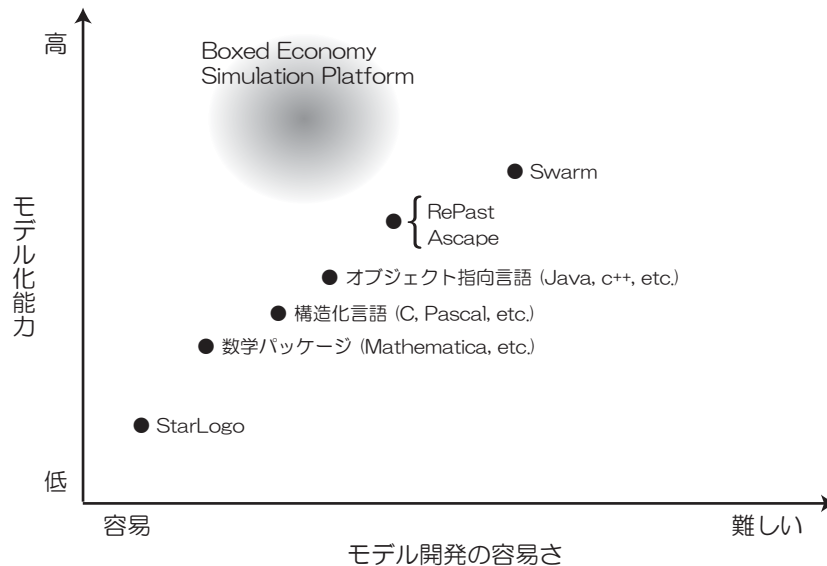 高
Boxed Economy
Simulation Platform
Swarm
RePast
Ascape
オブジェクト指向言語 (Java, c++, etc.)
構造化言語 (C, Pascal, etc.)
数学パッケージ (Mathematica, etc.)
StarLogo
モデル化能力
低
容易
難しい
モデル開発の容易さ